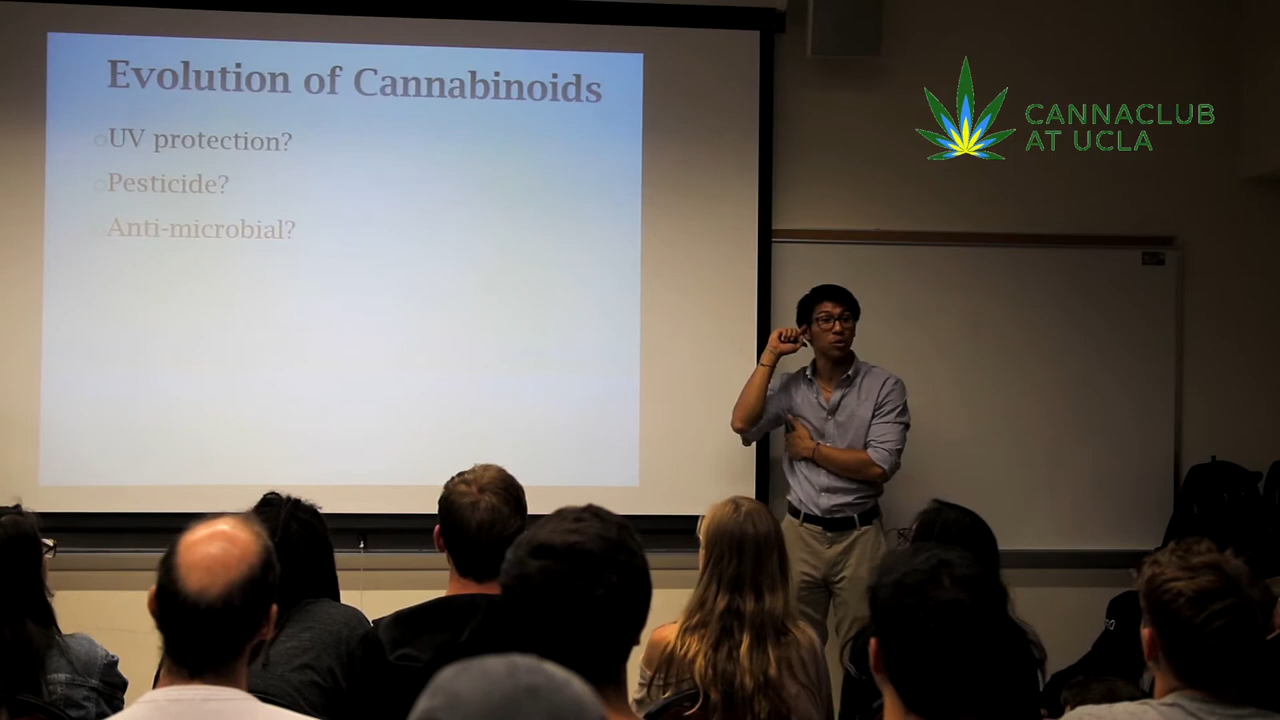 Evolution of Cannabinoids
UV protection?
Pesticide?
Anti-microbial?
CANNACLUB
AT UCLA